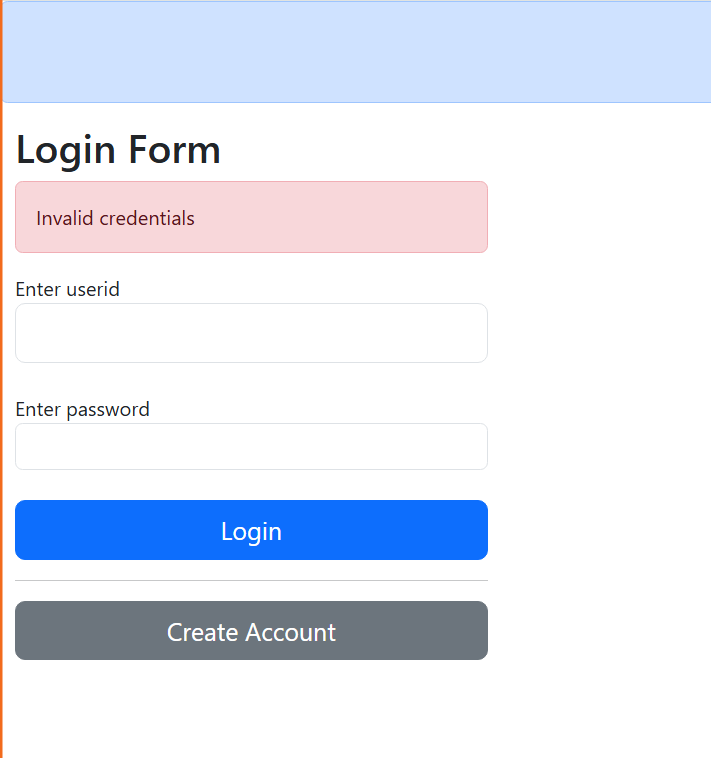 Login Form
Invalid credentials
Enter userid
Enter password
Login
Create Account